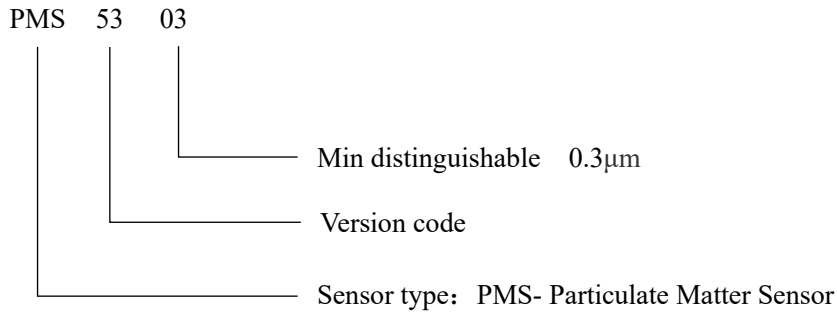 PMS 53 03
Min distinguishable 0.3μm
Version code
Sensor type：PMS- Particulate Matter Sensor